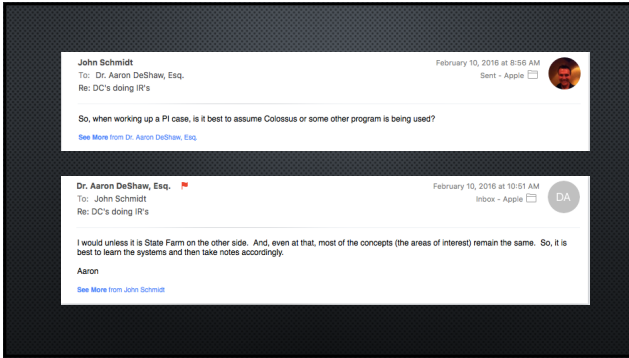 John Schmidt
February 10, 2016 at 8:56 AM
To: Dr. Aaron DeShaw, Esq.
Sent - Apple
Re: DC's doing IR's
So, when working up a PI case, is it best to assume Colossus or some other program is being used?
See More from Dr. Aaron DeShaw, Esq.
Dr. Aaron DeShaw, Esq.
February 10, 2016 at 10:51 AM
To: John Schmidt
Inbox - Apple
DA
Re: DC's doing IR's
I would unless it is State Farm on the other side. And, even at that, most of the concepts (the areas of interest) remain the same. So, it is
best to learn the systems and then take notes accordingly.
Aaron
See More from John Schmidt